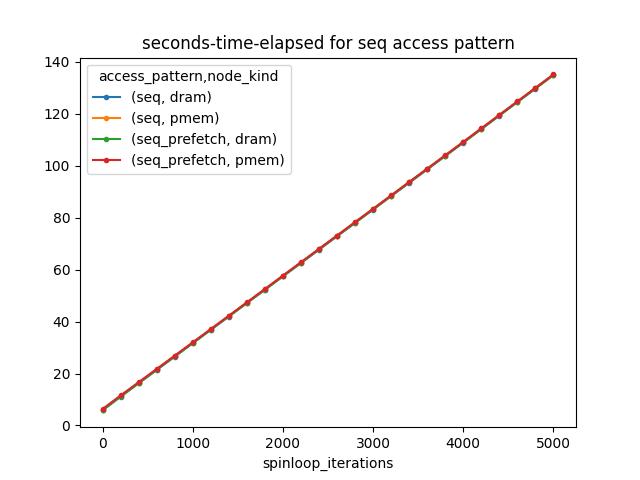 seconds-time-elapsed for seq access pattern
access_pattern,node_kind
(seq, dram)
(seq, pmem)
(seq_prefetch, dram)
(seq_prefetch, pmem)
140
120
100
80
60
40
20
0
0 1000 2000 3000 4000 5000
spinloop_iterations